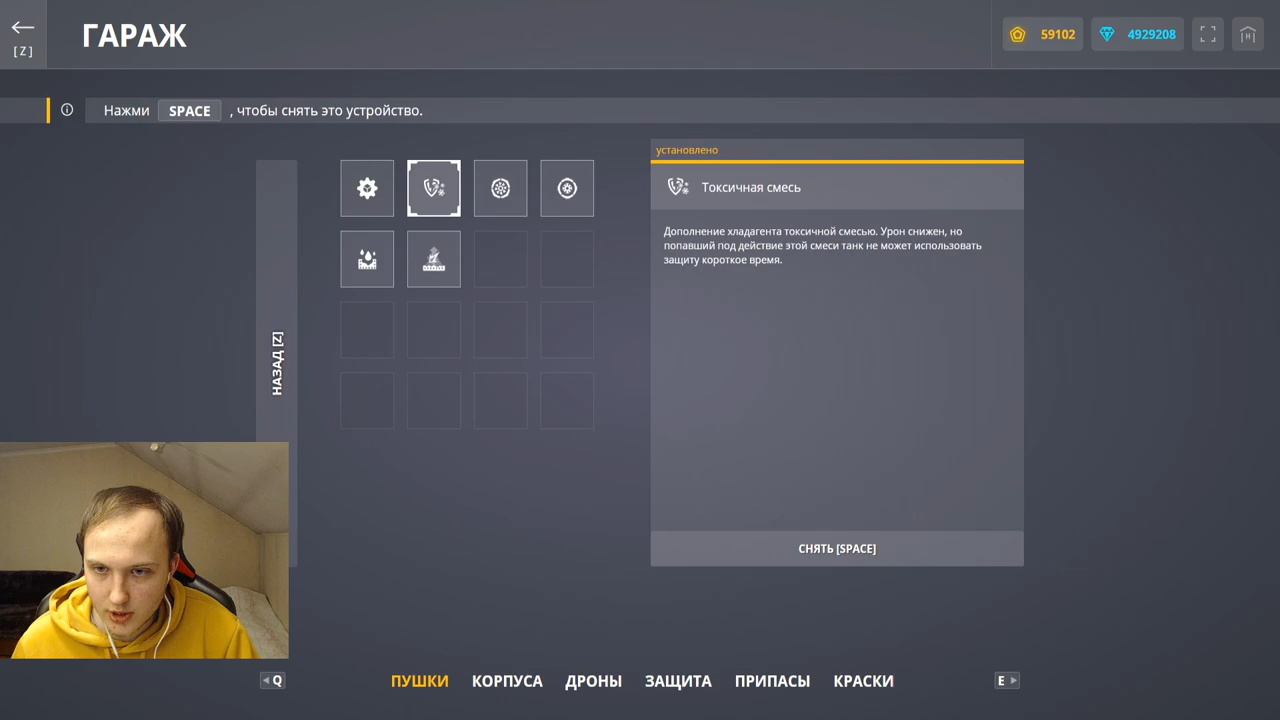 [Z]
ГАРАЖ
59102
4929208
[H]
Нажми SPACE , чтобы снять это устройство.
НАЗАД [Z]
установлено
Токсичная смесь
Дополнение хладагента токсичной смесью. Урон снижен, но
попавший под действие этой смеси танк не может использовать
защиту короткое время.
СНЯТЬ [SPACE]
Q
ПУШКИ КОРПУСА ДРОНЫ ЗАЩИТА ПРИПАСЫ КРАСКИ
E